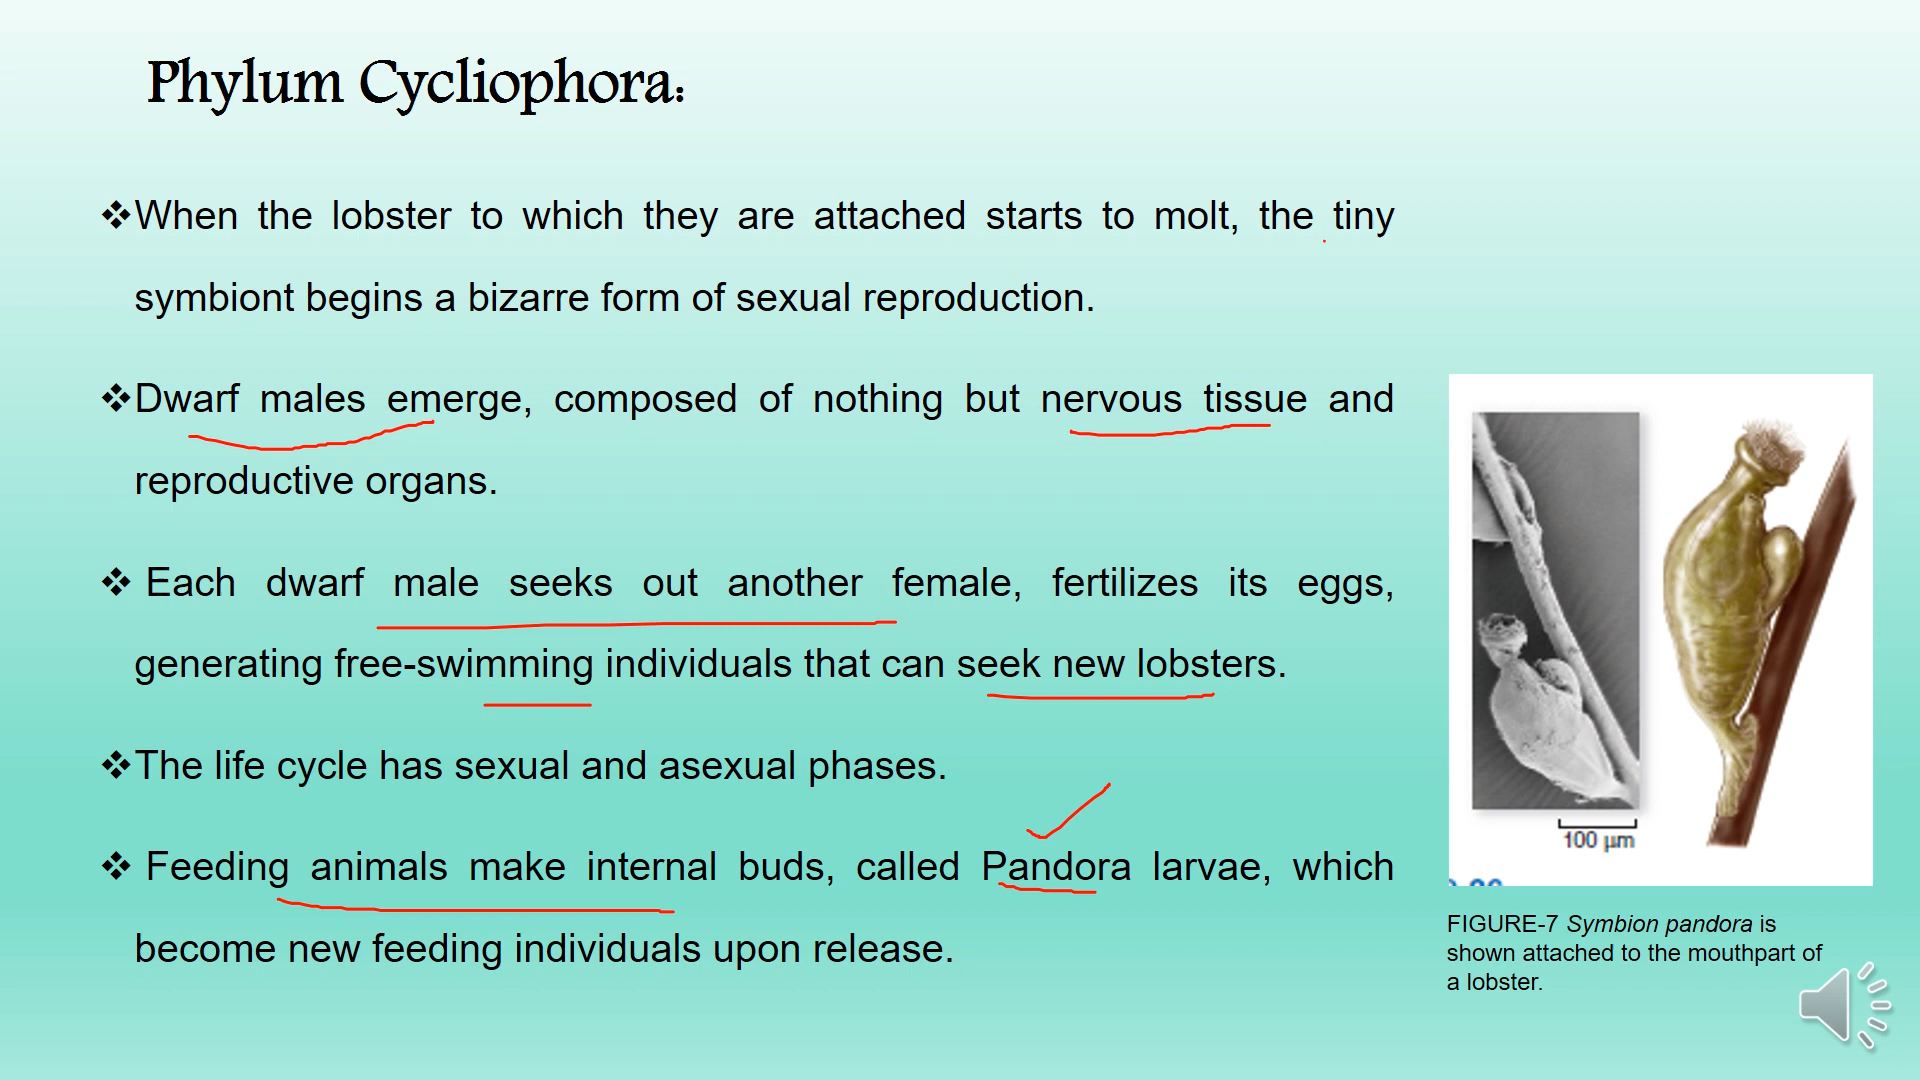 Phylum Cycliophora:
❖When the lobster to which they are attached starts to molt, the tiny
symbiont begins a bizarre form of sexual reproduction.
❖Dwarf males emerge, composed of nothing but nervous tissue and
reproductive organs.
❖ Each dwarf male seeks out another female, fertilizes its eggs,
generating free-swimming individuals that can seek new lobsters.
❖The life cycle has sexual and asexual phases.
❖ Feeding animals make internal buds, called Pandora larvae, which
become new feeding individuals upon release.
100 µm
FIGURE-7 Symbion pandora is
shown attached to the mouthpart of
a lobster.